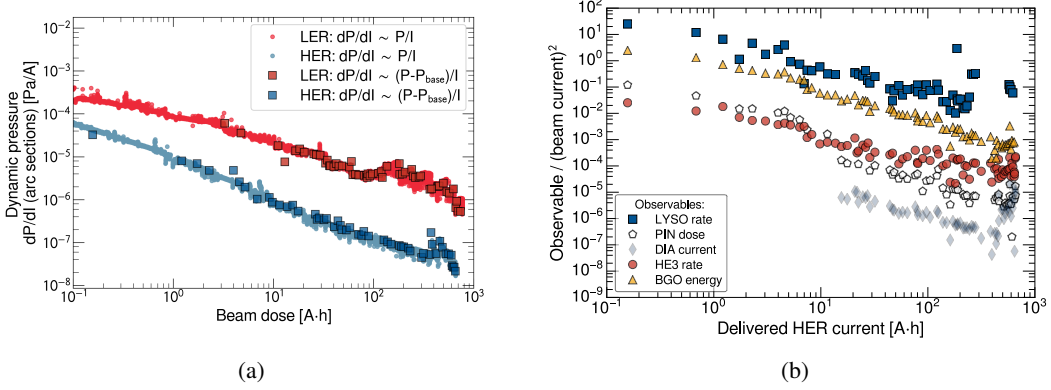 Dynamic pressure
dP/dI (arc sections) [Pa/A]
10⁻²
10⁻³
10⁻⁴
10⁻⁵
10⁻⁶
10⁻⁷
10⁻⁸
LER: dP/dI ~ P/I
HER: dP/dI ~ P/I
LER: dP/dI ~ (P-P_base)/I
HER: dP/dI ~ (P-P_base)/I
10⁻¹ 10⁰ 10¹ 10² 10³
Beam dose [A·h]
(a)
Observable / (beam current)²
10²
10¹
10⁰
10⁻¹
10⁻²
10⁻³
10⁻⁴
10⁻⁵
10⁻⁶
10⁻⁷
10⁻⁸
10⁻⁹
Observables:
LYSO rate
PIN dose
DIA current
HE3 rate
BGO energy
10⁻¹ 10⁰ 10¹ 10² 10³
Delivered HER current [A·h]
(b)